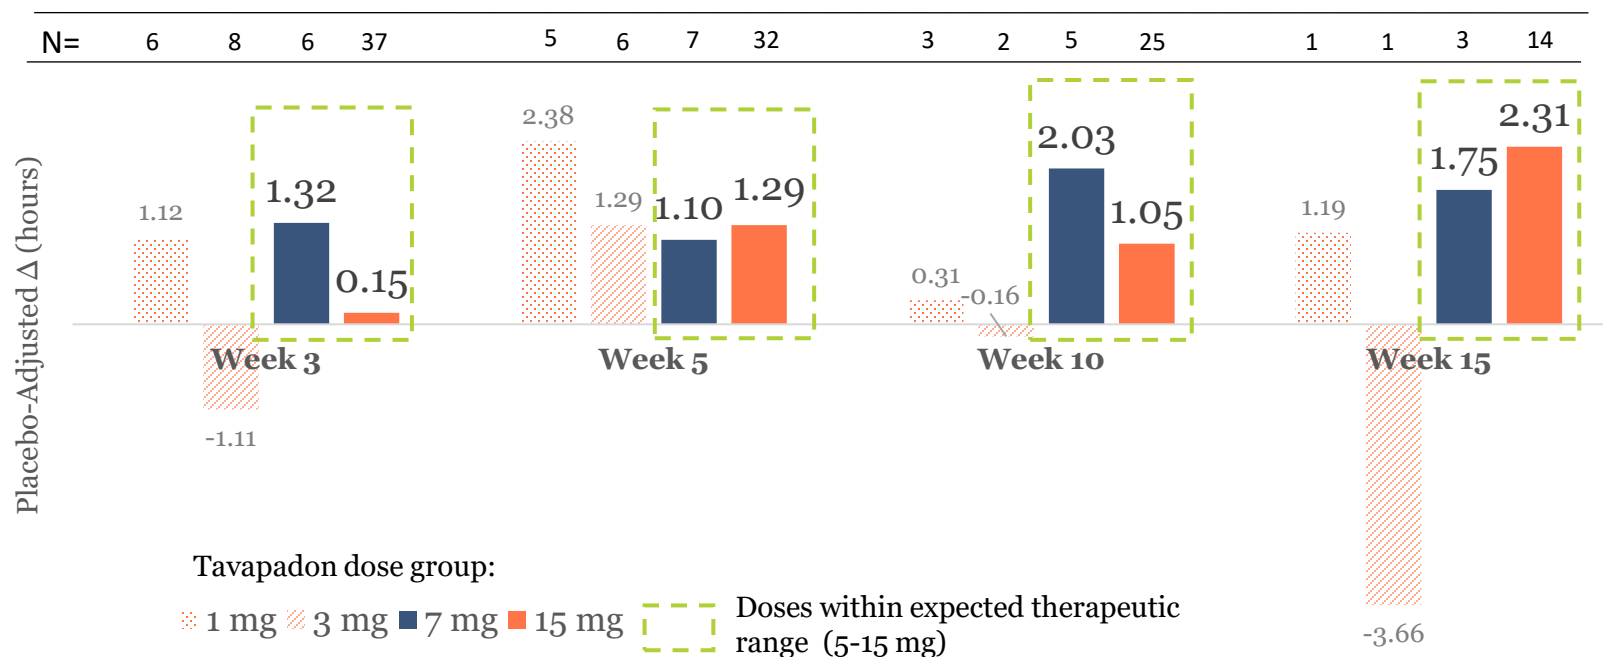 N= 6 8 6 37 5 6 7 32 3 2 5 25 1 1 3 14
Placebo-Adjusted Δ (hours)
1.12
-1.11
1.32
0.15
Week 3
2.38
1.29
1.10
1.29
Week 5
0.31
-0.16
2.03
1.05
Week 10
1.19
-3.66
1.75
2.31
Week 15
Tavapadon dose group:
1 mg 3 mg 7 mg 15 mg
Doses within expected therapeutic
range (5-15 mg)